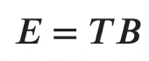 E = TB